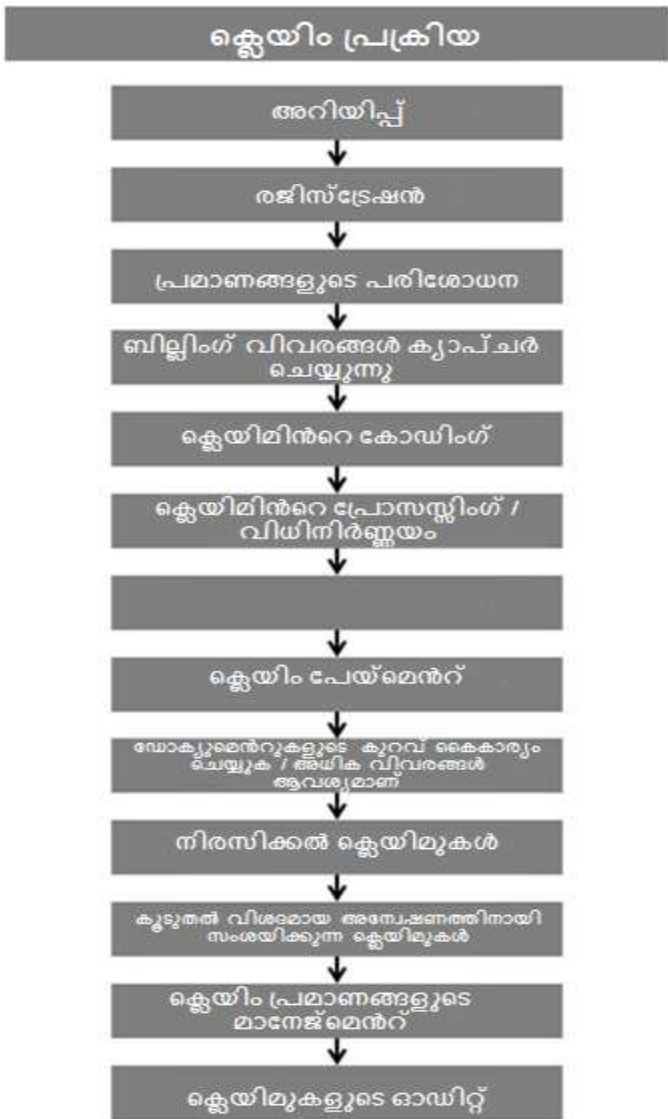 ക്ലെയിം പ്രക്രിയ
അറിയിപ്പ്
രജിസ്ട്രേഷൻ
പ്രമാണങ്ങളുടെ പരിശോധന
ബില്ലിംഗ് വിവരങ്ങൾ ക്യാപ്ചർ
ചെയ്യുന്നു
ക്ലെയിമിൻറെ കോഡിംഗ്
ക്ലെയിമിൻറെ പ്രോസസ്സിംഗ് /
വിധിനിർണ്ണയം
ക്ലെയിം പേയ്മെൻറ്
ഡോക്യുമെൻറുകളുടെ കുറവ് കൈകാര്യം
ചെയ്യുക / അധിക വിവരങ്ങൾ
ആവശ്യമാണ്
നിരസിക്കൽ ക്ലെയിമുകൾ
കൂടുതൽ വിശദമായ അന്വേഷണത്തിനായി
സംശയിക്കുന്ന ക്ലെയിമുകൾ
ക്ലെയിം പ്രമാണങ്ങളുടെ
മാനേജ്മെൻറ്
ക്ലെയിമുകളുടെ ഓഡിറ്റ്